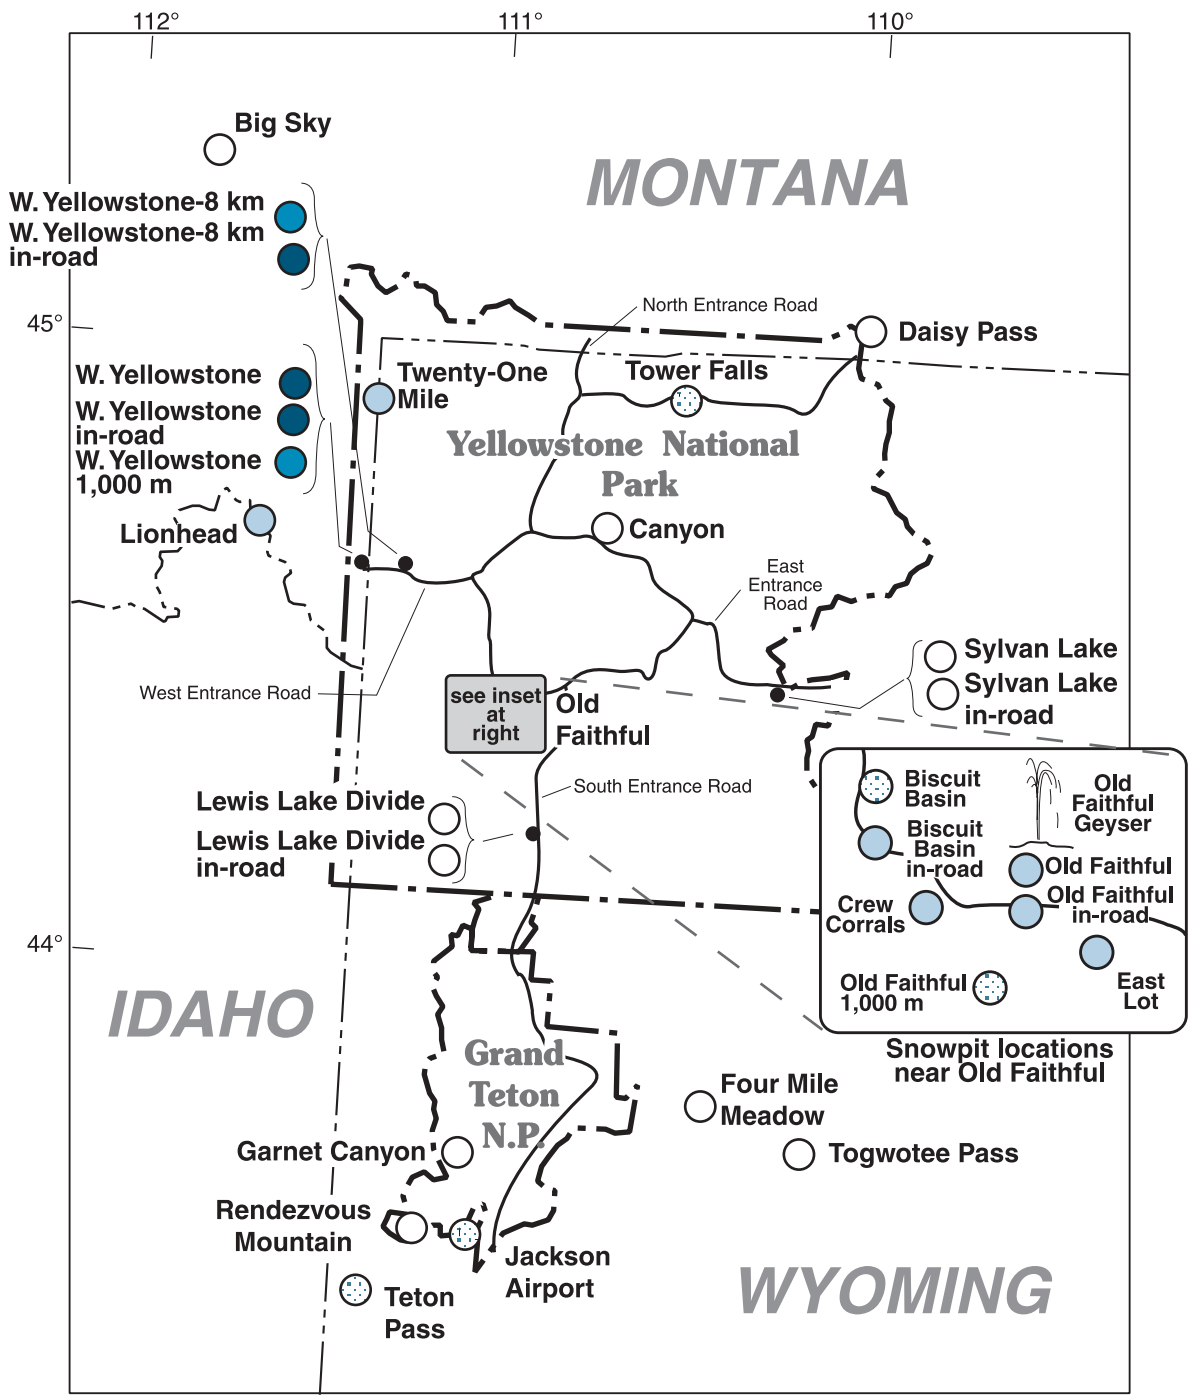 112°
111°
110°
Big Sky
MONTANA
W. Yellowstone-8 km
W. Yellowstone-8 km
in-road
North Entrance Road
45°
Daisy Pass
W. Yellowstone
W. Yellowstone
in-road
W. Yellowstone
1,000 m
Twenty-One
Mile
Tower Falls
Yellowstone National
Park
Lionhead
Canyon
East
Entrance
Road
Sylvan Lake
Sylvan Lake
in-road
West Entrance Road
see inset
at
right
Old
Faithful
South Entrance Road
Lewis Lake Divide
Lewis Lake Divide
in-road
Biscuit
Basin
Old
Faithful
Geyser
Biscuit
Basin
in-road
Old Faithful
Old Faithful
in-road
Crew
Corrals
East
Lot
Old Faithful
1,000 m
Snowpit locations
near Old Faithful
44°
IDAHO
Grand
Teton
N.P.
Four Mile
Meadow
Togwotee Pass
Garnet Canyon
Rendezvous
Mountain
Jackson
Airport
Teton
Pass
WYOMING